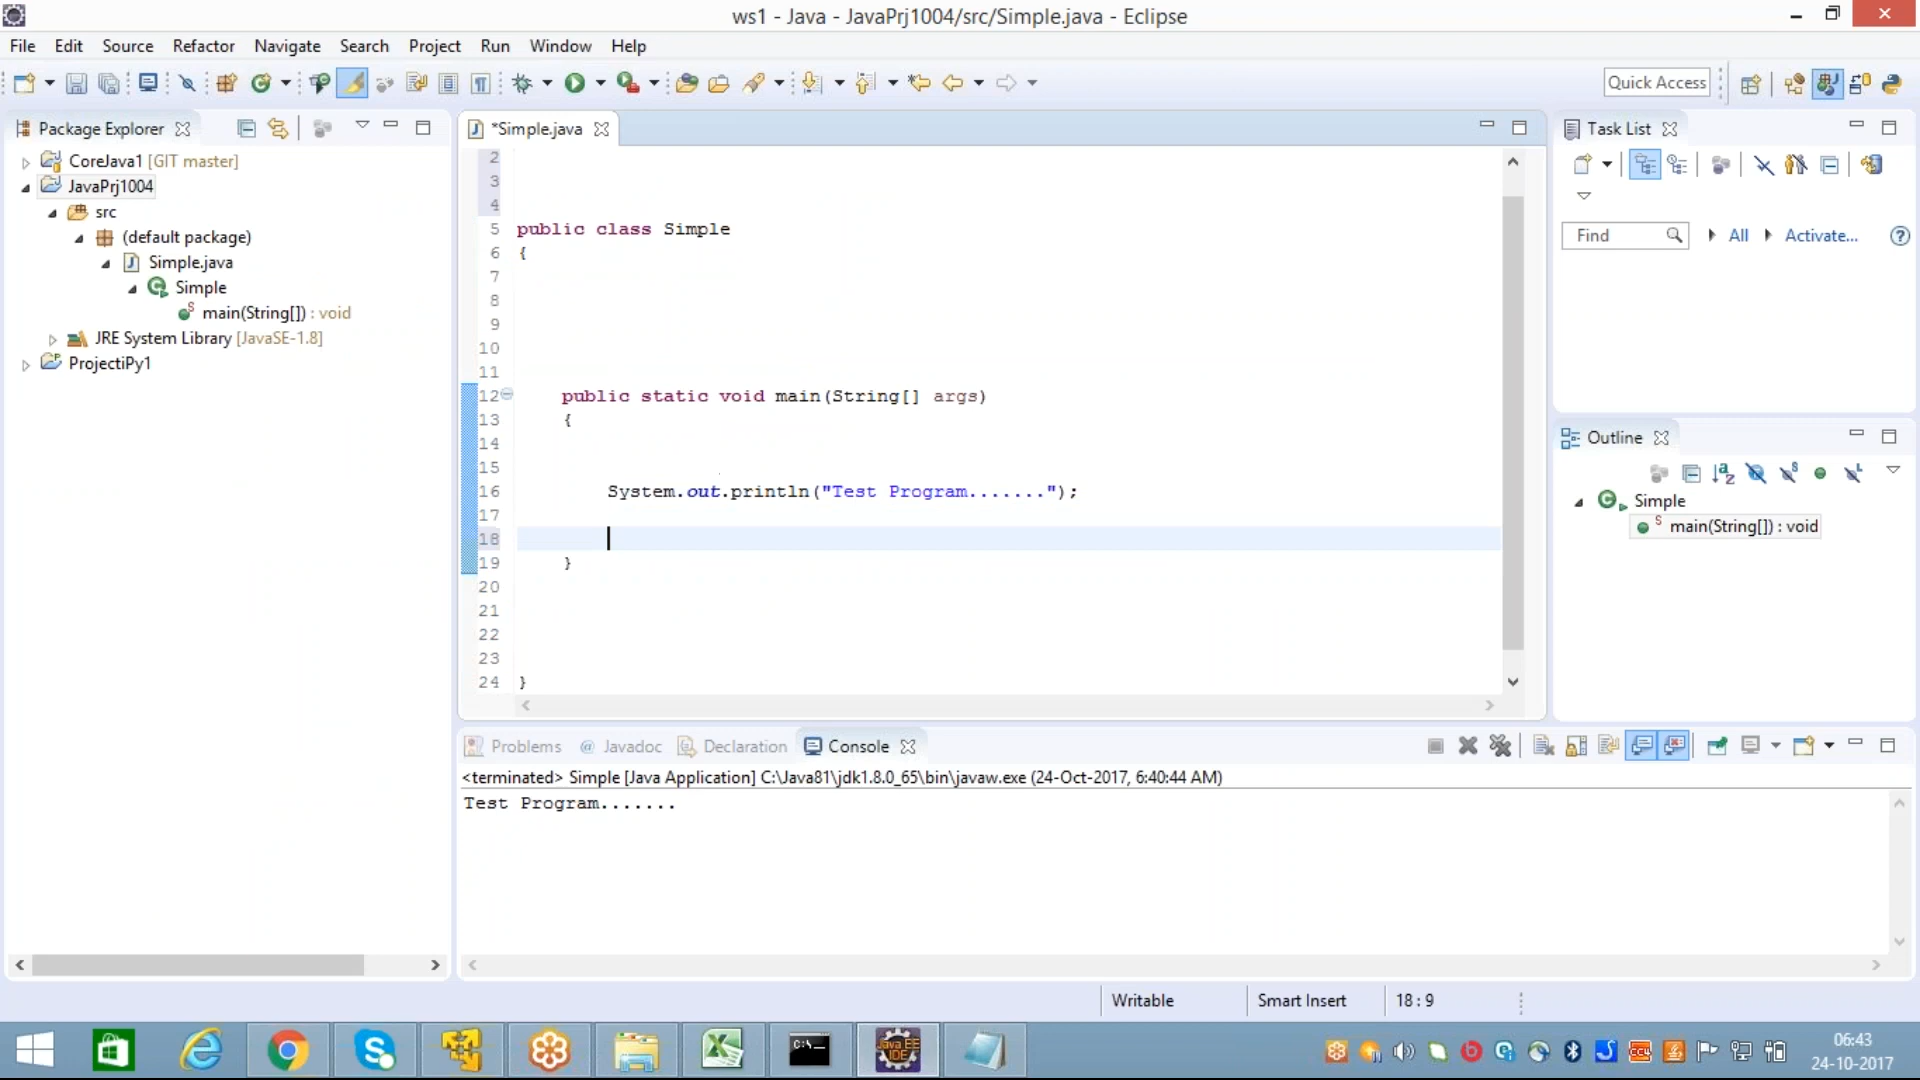 ws1 - Java - JavaPrj1004/src/Simple.java - Eclipse
File Edit Source Refactor Navigate Search Project Run Window Help
Quick Access
Package Explorer
CoreJava1 [GIT master]
JavaPrj1004
src
(default package)
Simple.java
Simple
main(String[]) : void
JRE System Library [JavaSE-1.8]
ProjectiPy1
*Simple.java
2
3
4
5 public class Simple
6 {
7
8
9
10
11
12 public static void main(String[] args)
13 {
14
15
16 System.out.println("Test Program.......");
17
18
19 }
20
21
22
23
24 }
Task List
Find All Activate...
Outline
Simple
main(String[]) : void
Problems @ Javadoc Declaration Console
<terminated> Simple [Java Application] C:\Java81\jdk1.8.0_65\bin\javaw.exe (24-Oct-2017, 6:40:44 AM)
Test Program.......
Writable Smart Insert 18 : 9
Java EE
IDE
06:43
24-10-2017